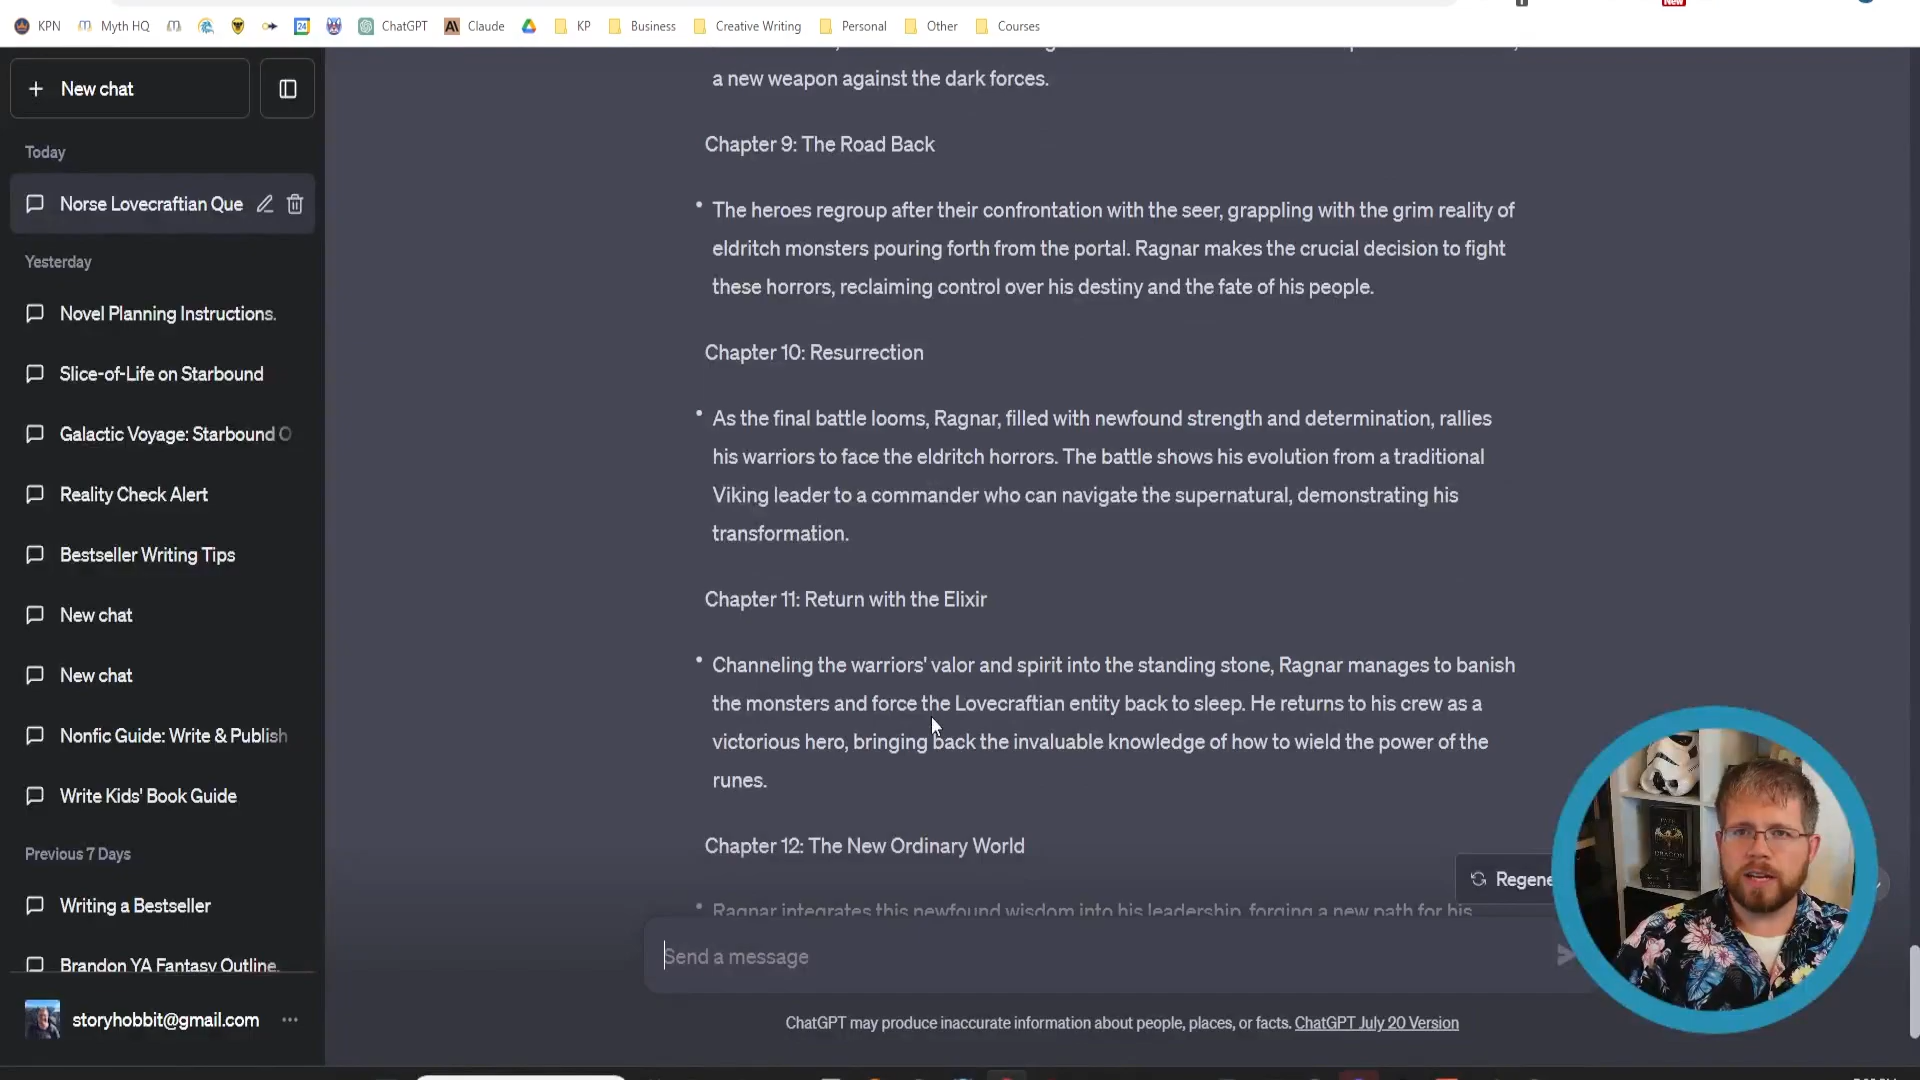 KPN Myth HQ ChatGPT Claude KP Business Creative Writing Personal Other Courses
New
New chat
Today
Norse Lovecraftian Que
Yesterday
Novel Planning Instructions.
Slice-of-Life on Starbound
Galactic Voyage: Starbound O
Reality Check Alert
Bestseller Writing Tips
New chat
New chat
Nonfic Guide: Write & Publish
Write Kids' Book Guide
Previous 7 Days
Writing a Bestseller
Brandon YA Fantasy Outline.
storyhobbit@gmail.com
a new weapon against the dark forces.
Chapter 9: The Road Back
• The heroes regroup after their confrontation with the seer, grappling with the grim reality of
eldritch monsters pouring forth from the portal. Ragnar makes the crucial decision to fight
these horrors, reclaiming control over his destiny and the fate of his people.
Chapter 10: Resurrection
• As the final battle looms, Ragnar, filled with newfound strength and determination, rallies
his warriors to face the eldritch horrors. The battle shows his evolution from a traditional
Viking leader to a commander who can navigate the supernatural, demonstrating his
transformation.
Chapter 11: Return with the Elixir
• Channeling the warriors' valor and spirit into the standing stone, Ragnar manages to banish
the monsters and force the Lovecraftian entity back to sleep. He returns to his crew as a
victorious hero, bringing back the invaluable knowledge of how to wield the power of the
runes.
Chapter 12: The New Ordinary World
• Ragnar integrates this newfound wisdom into his leadership, forging a new path for his
Regene
Send a message
ChatGPT may produce inaccurate information about people, places, or facts. ChatGPT July 20 Version
DRAGON